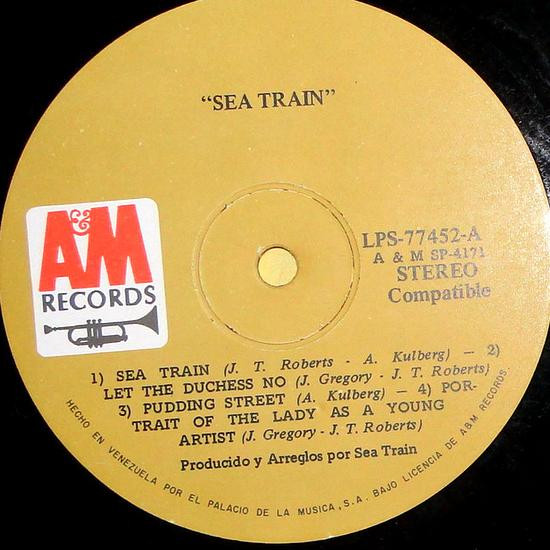 “SEA TRAIN”
A&M
RECORDS
LPS-77452-A
A & M SP-4171
STEREO
Compatible
1) SEA TRAIN (J. T. Roberts - A. Kulberg) — 2)
LET THE DUCHESS NO (J. Gregory - J. T. Roberts)
3) PUDDING STREET (A. Kulberg) — 4) POR-
TRAIT OF THE LADY AS A YOUNG
ARTIST (J. Gregory - J. T. Roberts)
Producido y Arreglos por Sea Train
HECHO EN VENEZUELA POR EL PALACIO DE LA MUSICA, S.A. BAJO LICENCIA DE A&M RECORDS.